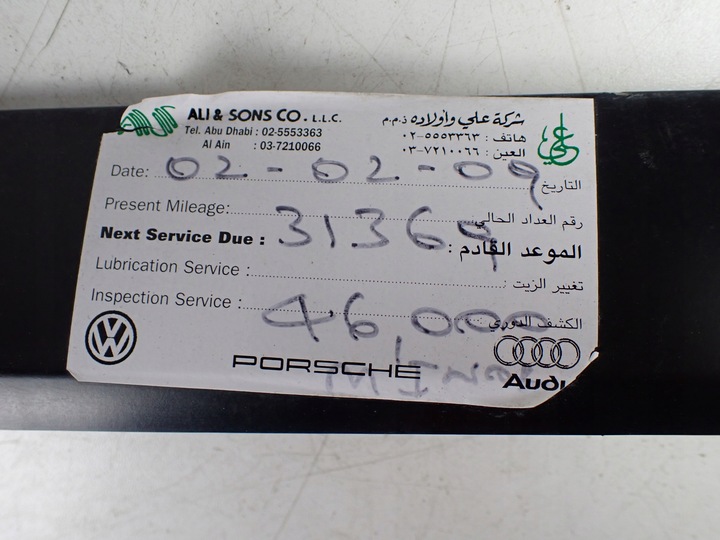 ALI & SONS CO. L.L.C. شركة علي وأولاده ذ.م.م
Tel. Abu Dhabi : 02-5553363 هاتف : ٠٢-٥٥٥٣٣٦٣
Al Ain : 03-7210066 العين : ٠٣-٧٢١٠٠٦٦
Date: 02-02-09 التاريخ
Present Mileage: 31369 رقم العداد الحالي
Next Service Due : الموعد القادم :
Lubrication Service : تغيير الزيت :
Inspection Service : 46,000 الكشف الدوري
VW PORSCHE Audi